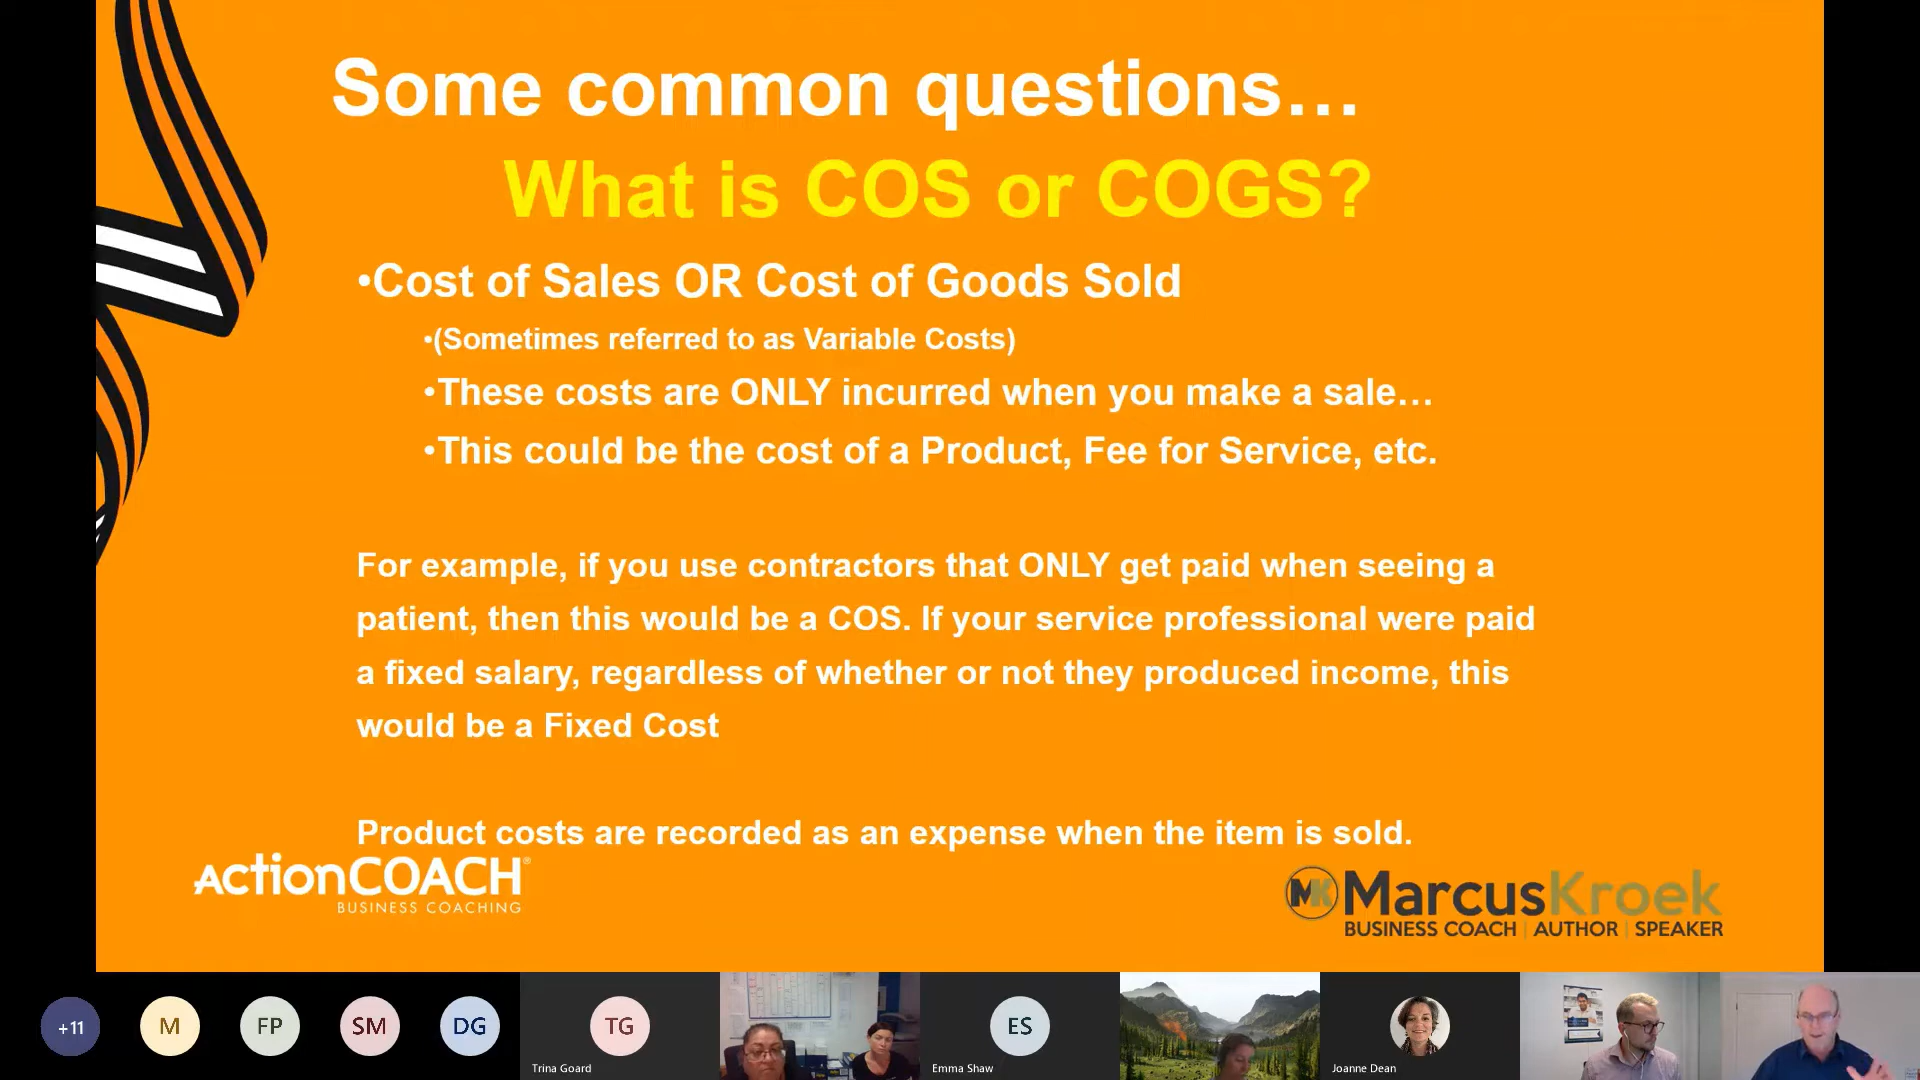 Some common questions…
What is COS or COGS?
•Cost of Sales OR Cost of Goods Sold
•(Sometimes referred to as Variable Costs)
•These costs are ONLY incurred when you make a sale…
•This could be the cost of a Product, Fee for Service, etc.
For example, if you use contractors that ONLY get paid when seeing a
patient, then this would be a COS. If your service professional were paid
a fixed salary, regardless of whether or not they produced income, this
would be a Fixed Cost
Product costs are recorded as an expense when the item is sold.
ActionCOACH®
BUSINESS COACHING
MK MarcusKroek
BUSINESS COACH | AUTHOR | SPEAKER
+11
M
FP
SM
DG
TG
Trina Goard
ES
Emma Shaw
Joanne Dean